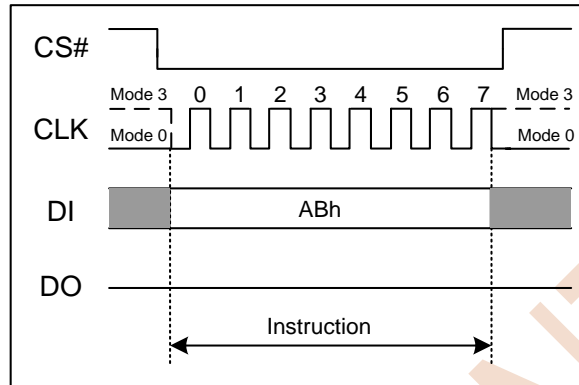 CS#
Mode 3 0 1 2 3 4 5 6 7 Mode 3
CLK
Mode 0 Mode 0
DI ABh
DO
Instruction